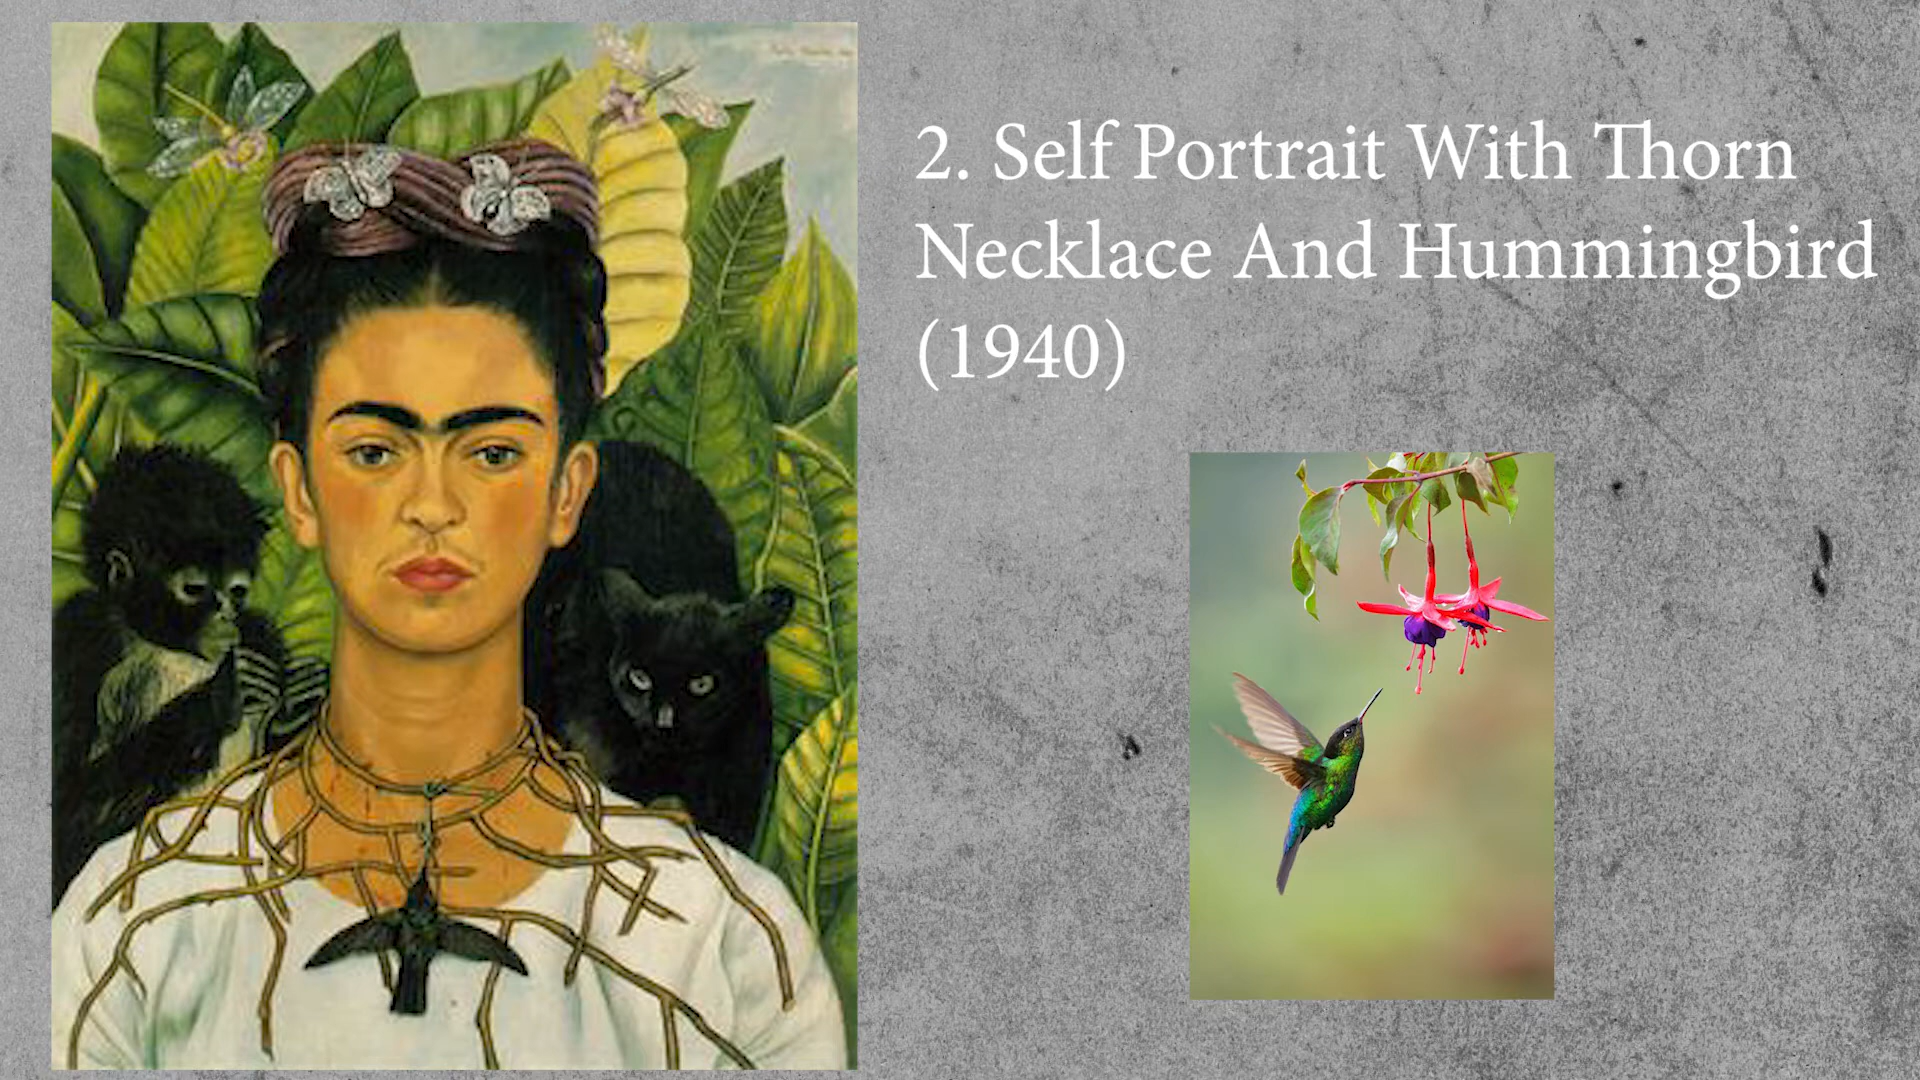 2. Self Portrait With Thorn
Necklace And Hummingbird
(1940)